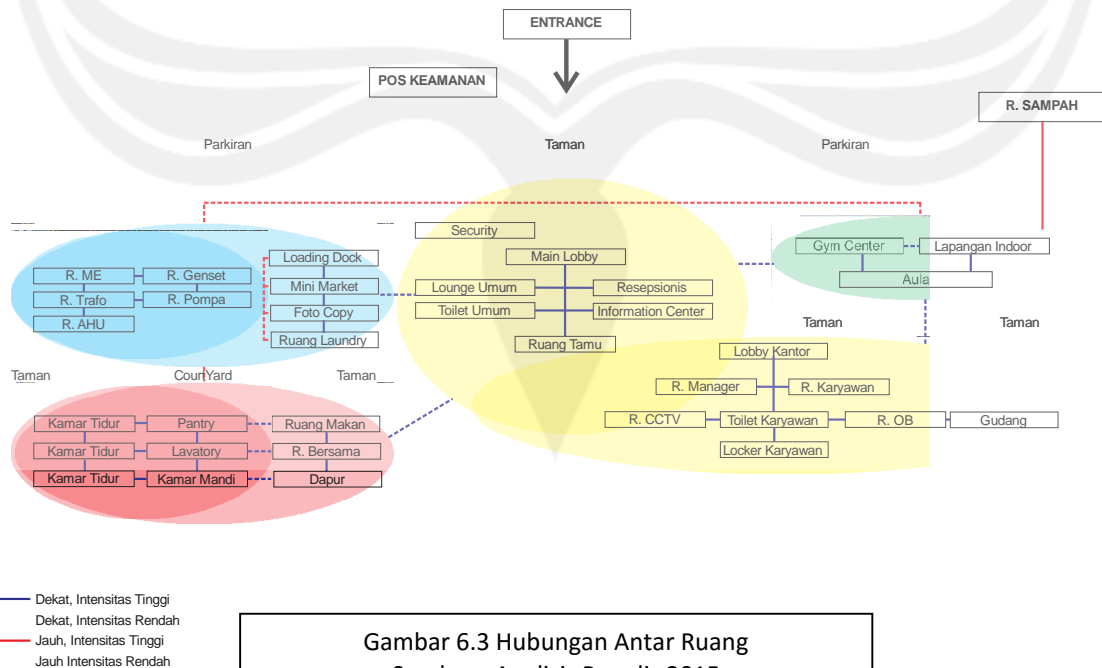 ENTRANCE
POS KEAMANAN
R. SAMPAH
Parkiran
Taman
Parkiran
Security
Main Lobby
Lounge Umum
Resepsionis
Toilet Umum
Information Center
Ruang Tamu
Gym Center
Lapangan Indoor
Aula
Taman
Taman
Loading Dock
R. ME
R. Genset
Mini Market
R. Trafo
R. Pompa
Foto Copy
R. AHU
Ruang Laundry
Taman
CourtYard
Taman
Lobby Kantor
R. Manager
R. Karyawan
R. CCTV
Toilet Karyawan
R. OB
Gudang
Locker Karyawan
Kamar Tidur
Pantry
Ruang Makan
Kamar Tidur
Lavatory
R. Bersama
Kamar Tidur
Kamar Mandi
Dapur
Dekat, Intensitas Tinggi
Dekat, Intensitas Rendah
Jauh, Intensitas Tinggi
Jauh Intensitas Rendah
Gambar 6.3 Hubungan Antar Ruang